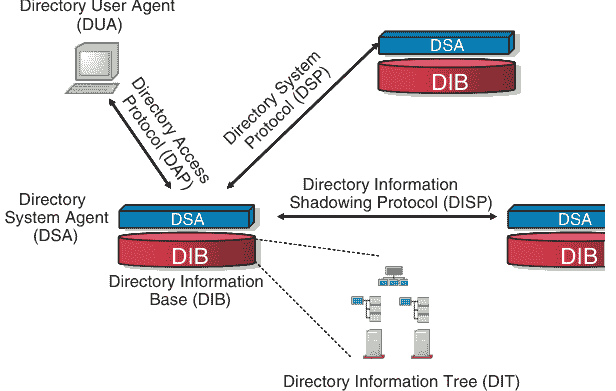 Directory User Agent
(DUA)
DSA
DIB
Directory System
Protocol (DSP)
Directory Access
Protocol (DAP)
Directory
System Agent
(DSA)
DSA
DIB
Directory Information
Base (DIB)
Directory Information
Shadowing Protocol (DISP)
DSA
DIB
Directory Information Tree (DIT)